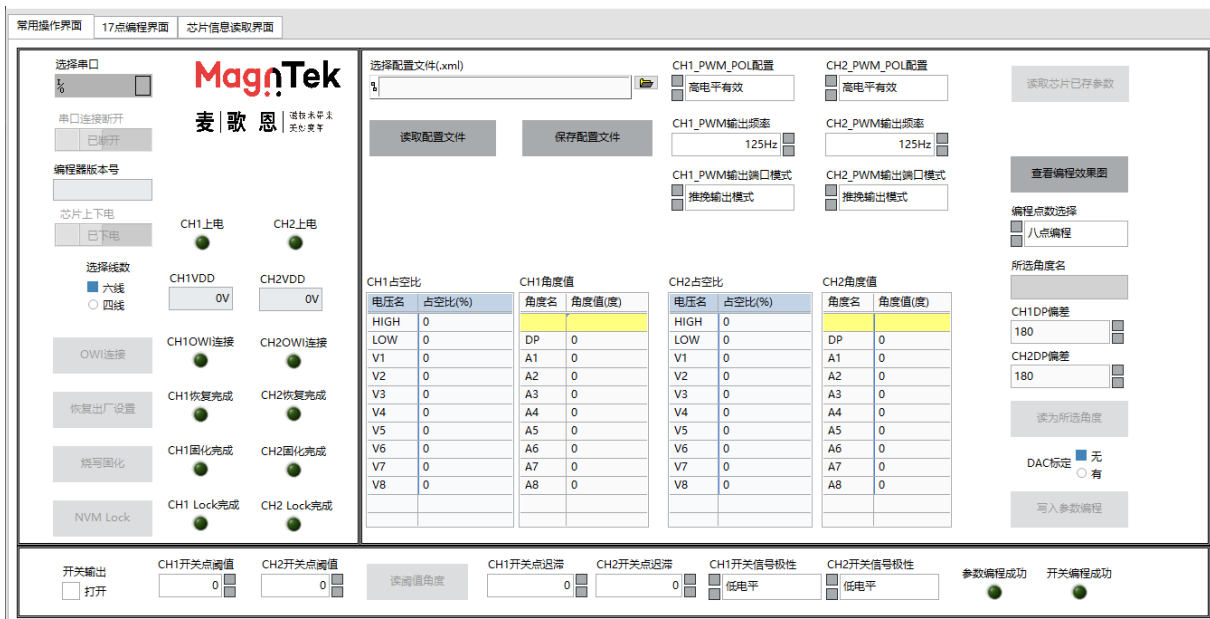 常用操作界面 17点编程界面 芯片信息读取界面
选择串口
串口连接断开
已断开
编程器版本号
芯片上下电
已下电
选择线数
六线
四线
MagnTek
麦歌恩
CH1上电 CH2上电
CH1VDD CH2VDD
0V 0V
OWI连接 CH1OWI连接 CH2OWI连接
恢复出厂设置 CH1恢复完成 CH2恢复完成
烧写固化 CH1固化完成 CH2固化完成
NVM Lock CH1 Lock完成 CH2 Lock完成
选择配置文件(.xml)
读取配置文件 保存配置文件
CH1_PWM_POL配置 CH2_PWM_POL配置
高电平有效 高电平有效
CH1_PWM输出频率 CH2_PWM输出频率
125Hz 125Hz
CH1_PWM输出端口模式 CH2_PWM输出端口模式
推挽输出模式 推挽输出模式
CH1占空比 CH1角度值 CH2占空比 CH2角度值
电压名 占空比(%) 角度名 角度值(度) 电压名 占空比(%) 角度名 角度值(度)
HIGH 0 HIGH 0
LOW 0 DP 0 LOW 0 DP 0
V1 0 A1 0 V1 0 A1 0
V2 0 A2 0 V2 0 A2 0
V3 0 A3 0 V3 0 A3 0
V4 0 A4 0 V4 0 A4 0
V5 0 A5 0 V5 0 A5 0
V6 0 A6 0 V6 0 A6 0
V7 0 A7 0 V7 0 A7 0
V8 0 A8 0 V8 0 A8 0
读取芯片已存参数
查看编程效果图
编程点数选择
八点编程
所选角度名
CH1DP偏差
180
CH2DP偏差
180
读为所选角度
DAC标定 无
有
写入参数编程
开关输出
打开
CH1开关点阈值 CH2开关点阈值
0 0
读阈值角度
CH1开关点迟滞 CH2开关点迟滞
0 0
CH1开关信号极性 CH2开关信号极性
低电平 低电平
参数编程成功 开关编程成功